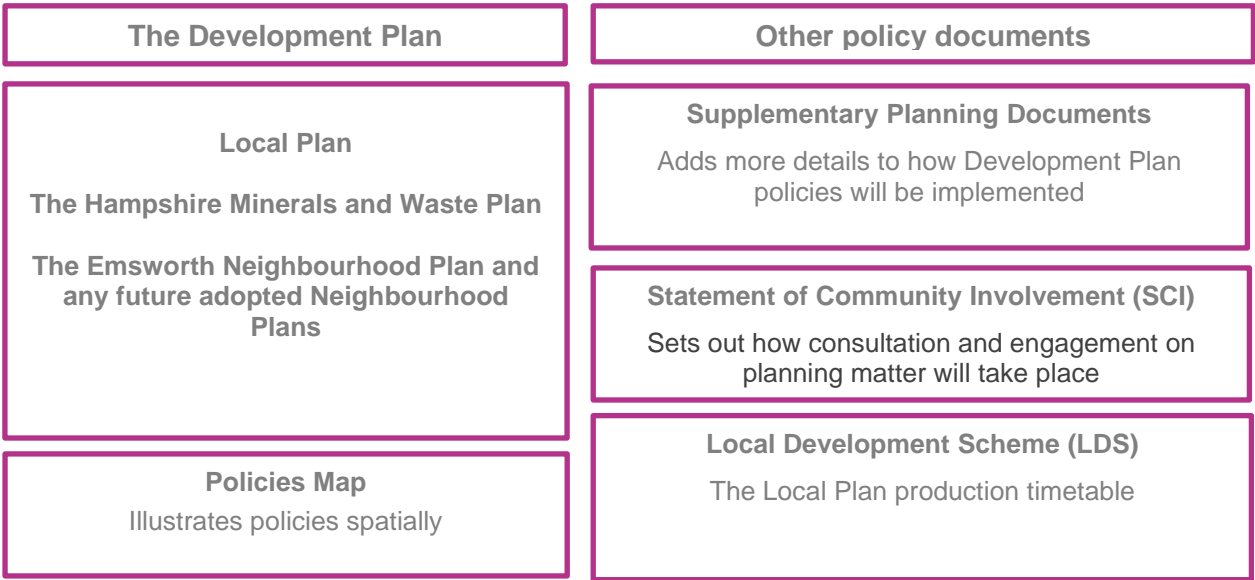 The Development Plan
Local Plan
The Hampshire Minerals and Waste Plan
The Emsworth Neighbourhood Plan and
any future adopted Neighbourhood
Plans
Policies Map
Illustrates policies spatially
Other policy documents
Supplementary Planning Documents
Adds more details to how Development Plan
policies will be implemented
Statement of Community Involvement (SCI)
Sets out how consultation and engagement on
planning matter will take place
Local Development Scheme (LDS)
The Local Plan production timetable